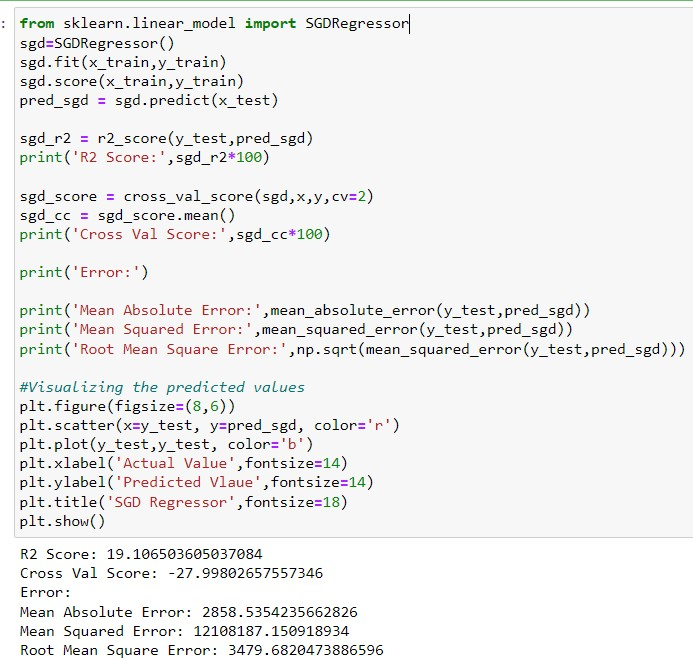 : from sklearn.linear_model import SGDRegressor
sgd=SGDRegressor()
sgd.fit(x_train,y_train)
sgd.score(x_train,y_train)
pred_sgd = sgd.predict(x_test)

sgd_r2 = r2_score(y_test,pred_sgd)
print('R2 Score:',sgd_r2*100)

sgd_score = cross_val_score(sgd,x,y,cv=2)
sgd_cc = sgd_score.mean()
print('Cross Val Score:',sgd_cc*100)

print('Error:')

print('Mean Absolute Error:',mean_absolute_error(y_test,pred_sgd))
print('Mean Squared Error:',mean_squared_error(y_test,pred_sgd))
print('Root Mean Square Error:',np.sqrt(mean_squared_error(y_test,pred_sgd)))

#Visualizing the predicted values
plt.figure(figsize=(8,6))
plt.scatter(x=y_test, y=pred_sgd, color='r')
plt.plot(y_test,y_test, color='b')
plt.xlabel('Actual Value',fontsize=14)
plt.ylabel('Predicted Vlaue',fontsize=14)
plt.title('SGD Regressor',fontsize=18)
plt.show()

R2 Score: 19.106503605037084
Cross Val Score: -27.99802657557346
Error:
Mean Absolute Error: 2858.5354235662826
Mean Squared Error: 12108187.150918934
Root Mean Square Error: 3479.6820473886596